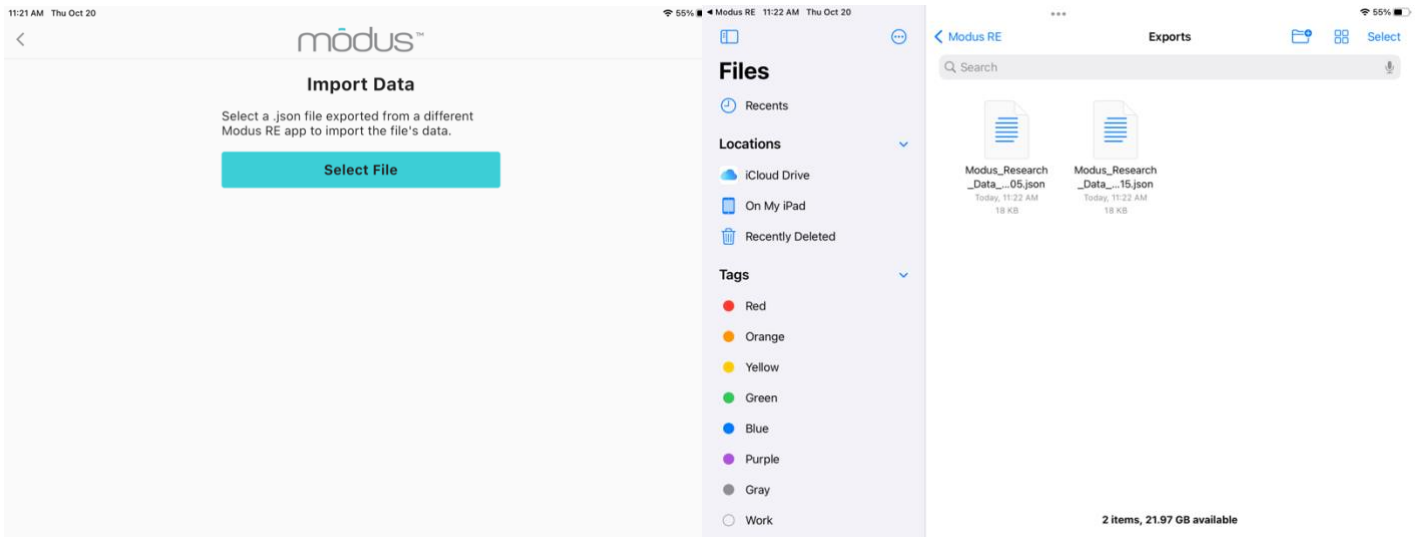 11:21 AM Thu Oct 20
55%
mōdus™
Import Data
Select a .json file exported from a different
Modus RE app to import the file's data.
Select File
Modus RE 11:22 AM Thu Oct 20
Files
Recents
Locations
iCloud Drive
On My iPad
Recently Deleted
Tags
Red
Orange
Yellow
Green
Blue
Purple
Gray
Work
55%
Modus RE
Exports
Select
Search
Modus_Research
_Data_...05.json
Today, 11:22 AM
18 KB
Modus_Research
_Data_...15.json
Today, 11:22 AM
18 KB
2 items, 21.97 GB available